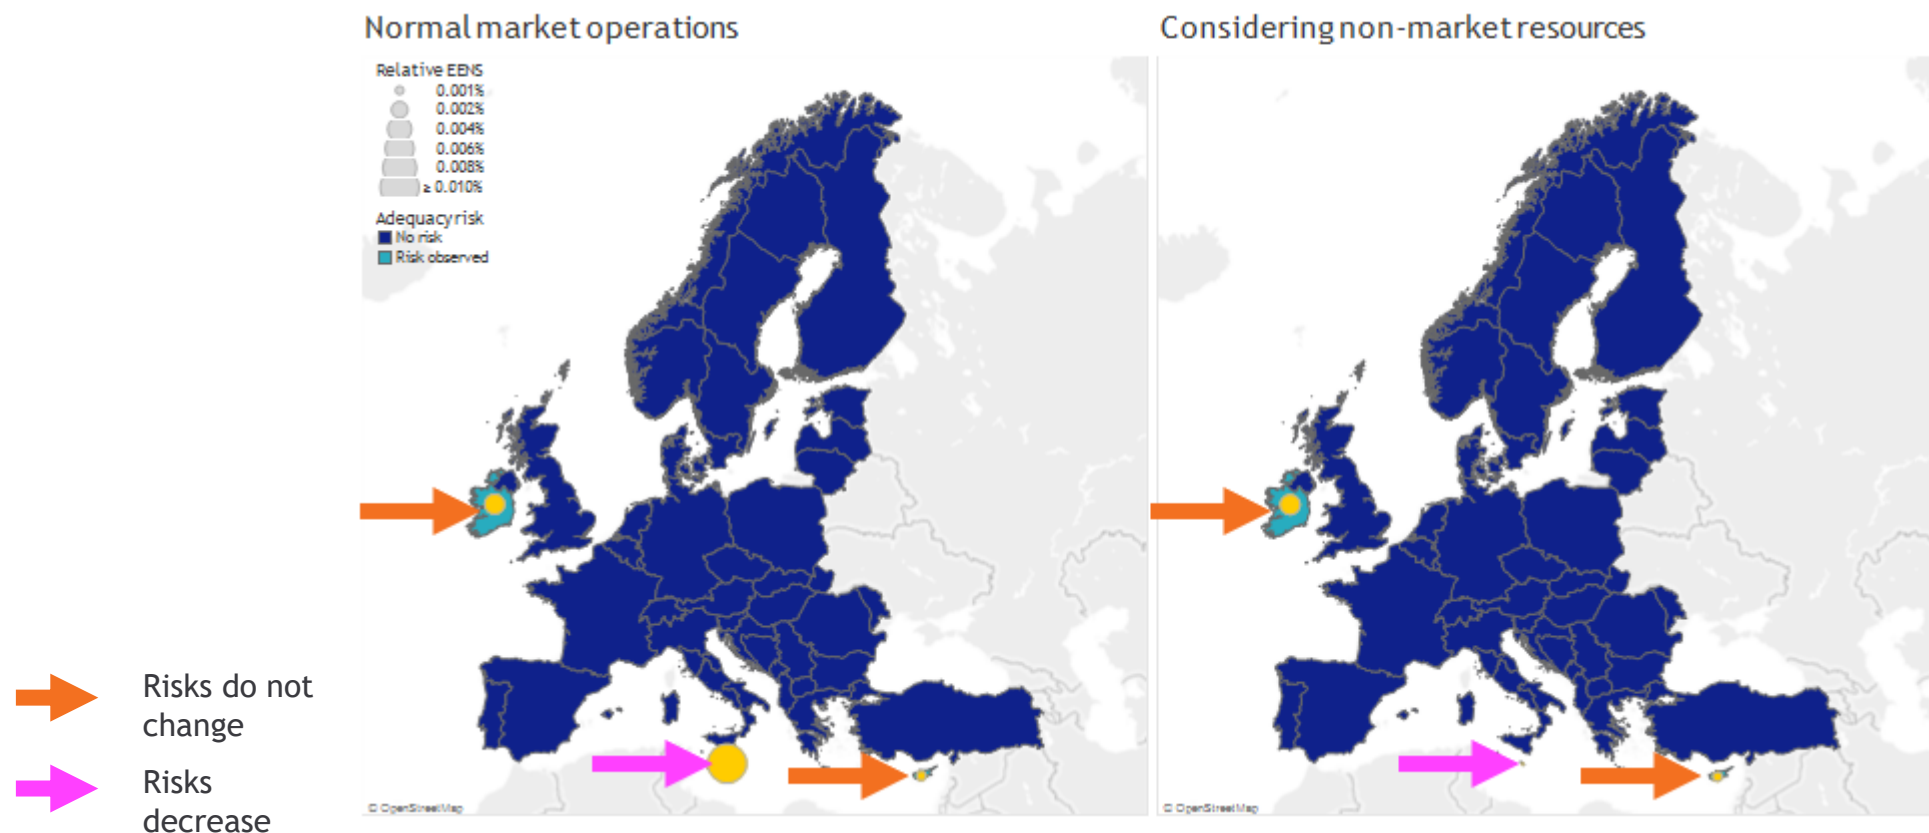 Normal market operations
Considering non-market resources
Relative EENS
0.001%
0.002%
0.004%
0.006%
0.008%
≥ 0.010%
Adequacy risk
No risk
Risk observed
Risks do not
change
Risks
decrease
© OpenStreetMap
© OpenStreetMap